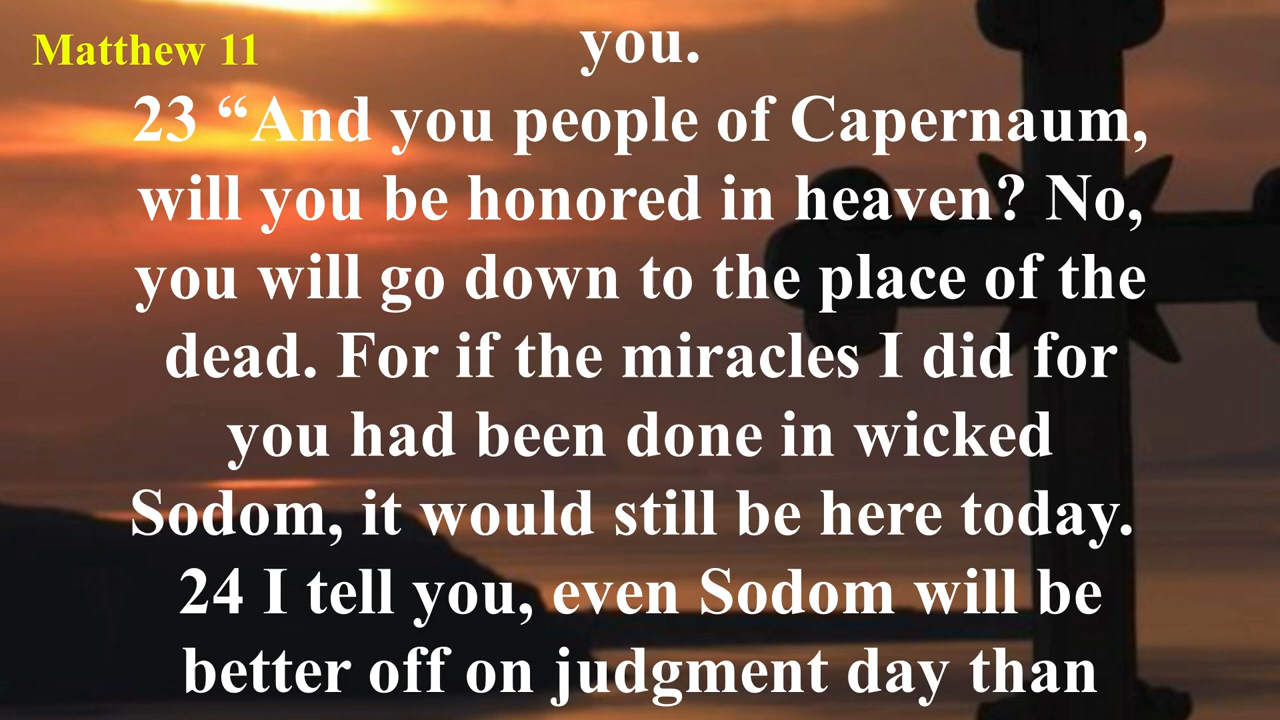 Matthew 11
you.
23 “And you people of Capernaum,
will you be honored in heaven? No,
you will go down to the place of the
dead. For if the miracles I did for
you had been done in wicked
Sodom, it would still be here today.
24 I tell you, even Sodom will be
better off on judgment day than